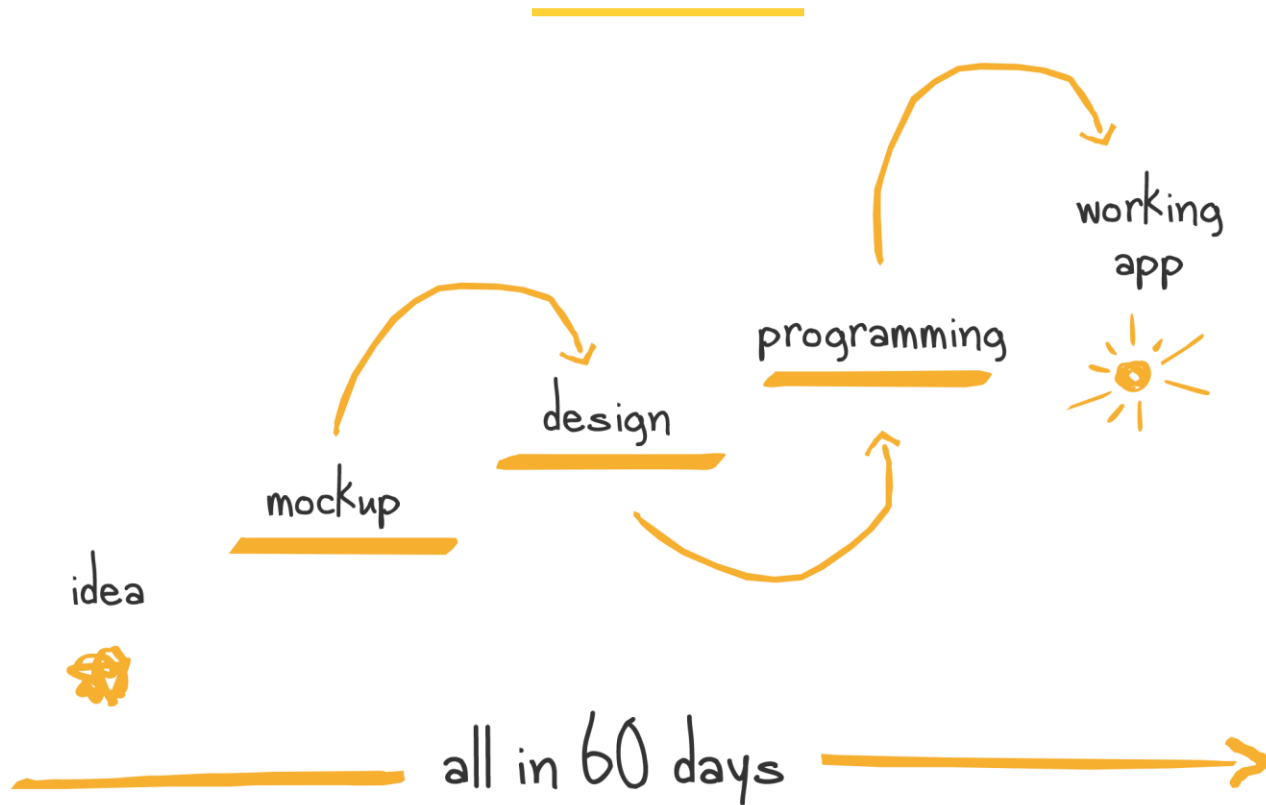 idea
mockup
design
programming
working
app
all in 60 days